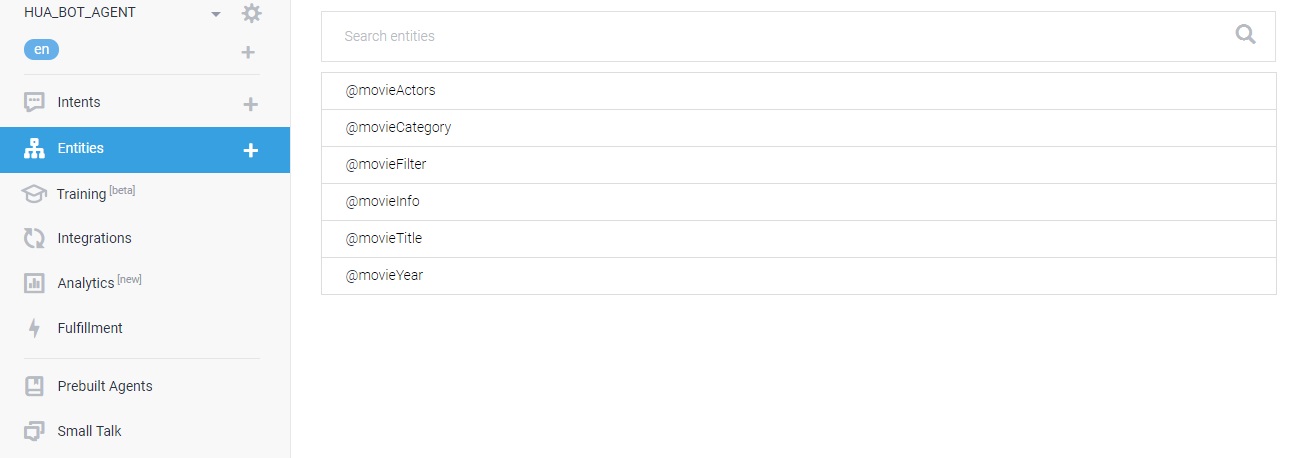 HUA_BOT_AGENT
en
Intents
Entities
Training [beta]
Integrations
Analytics [new]
Fulfillment
Prebuilt Agents
Small Talk
Search entities
@movieActors
@movieCategory
@movieFilter
@movieInfo
@movieTitle
@movieYear